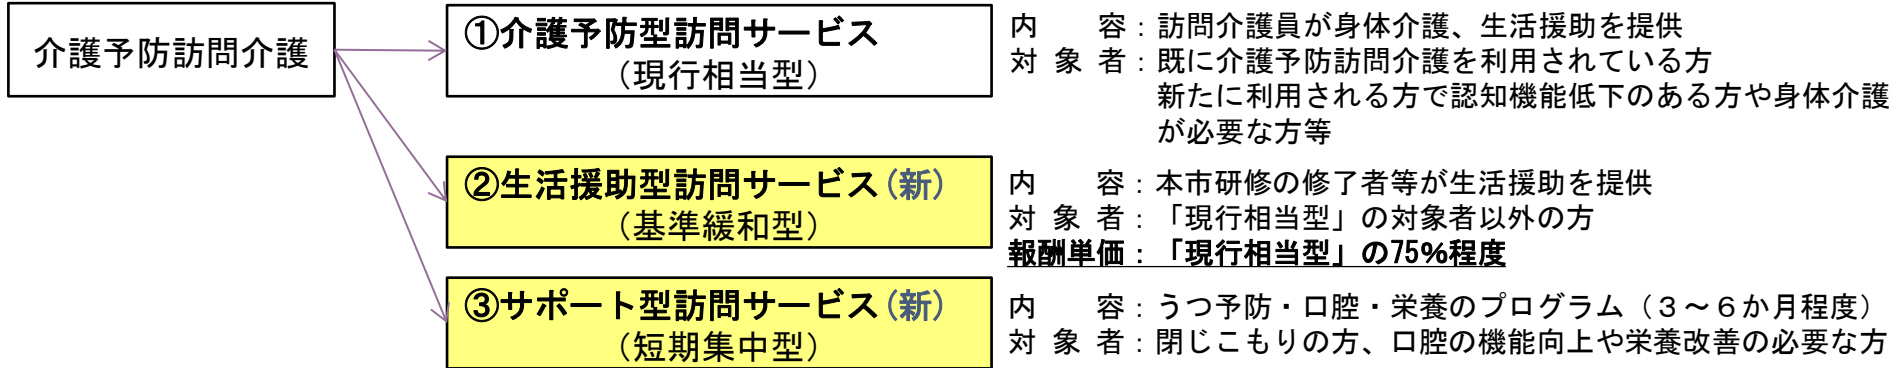 介護予防訪問介護
①介護予防型訪問サービス
（現行相当型）
内　　容：訪問介護員が身体介護、生活援助を提供
対 象 者：既に介護予防訪問介護を利用されている方
新たに利用される方で認知機能低下のある方や身体介護
が必要な方等
②生活援助型訪問サービス(新)
（基準緩和型）
内　　容：本市研修の修了者等が生活援助を提供
対 象 者：「現行相当型」の対象者以外の方
報酬単価：「現行相当型」の75％程度
③サポート型訪問サービス(新)
（短期集中型）
内　　容：うつ予防・口腔・栄養のプログラム（３～６か月程度）
対 象 者：閉じこもりの方、口腔の機能向上や栄養改善の必要な方